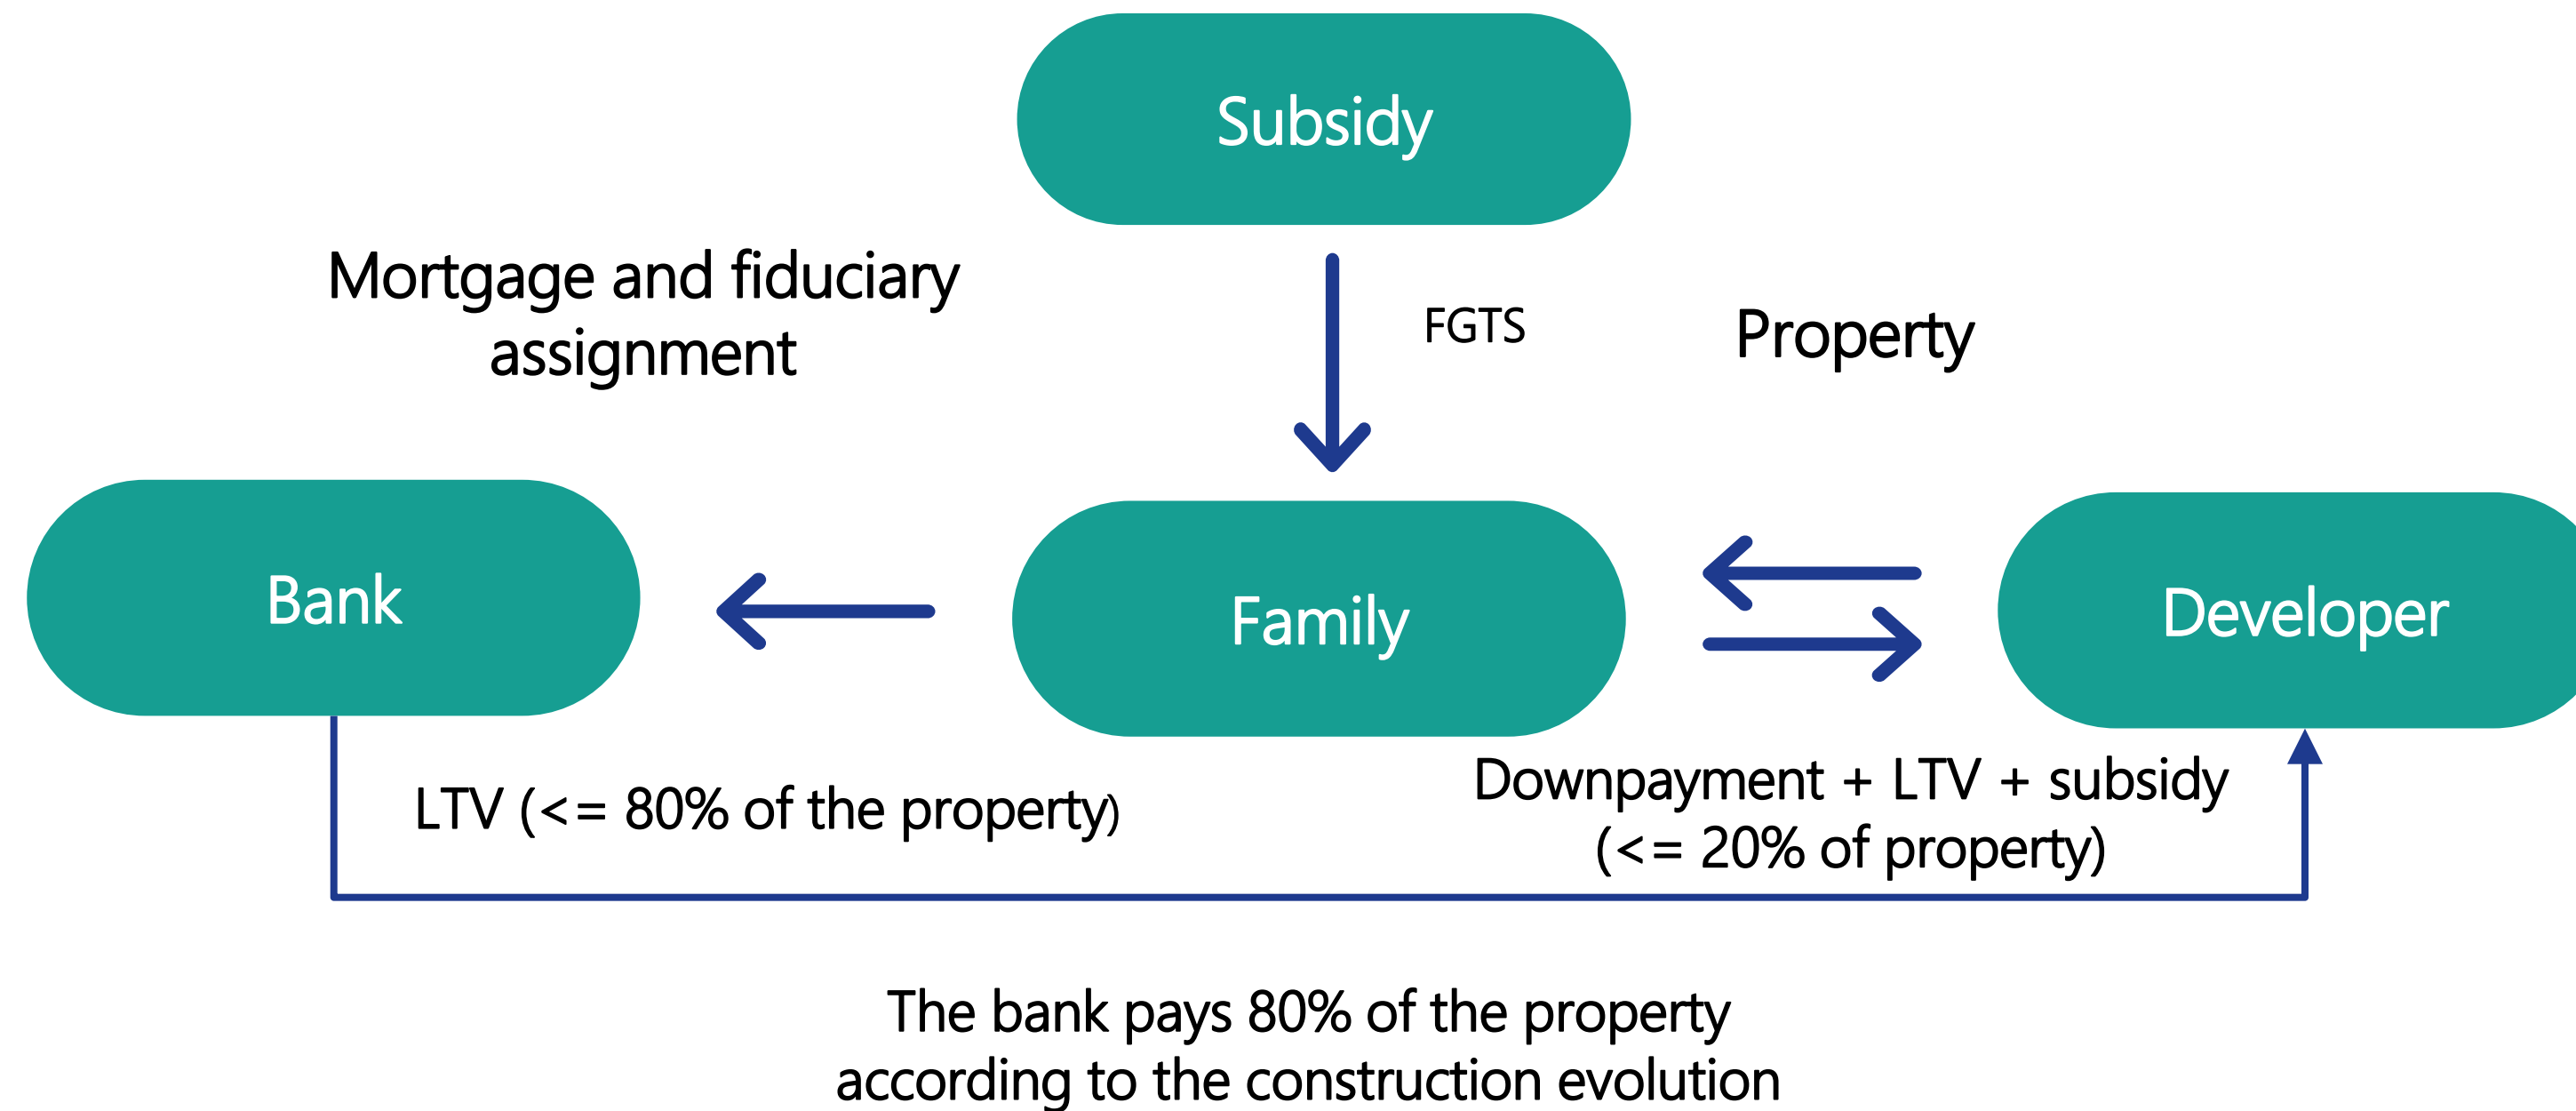 Subsidy
Mortgage and fiduciary
assignment
FGTS
Property
Bank
Family
Developer
LTV (<= 80% of the property)
Downpayment + LTV + subsidy
(<= 20% of property)
The bank pays 80% of the property
according to the construction evolution